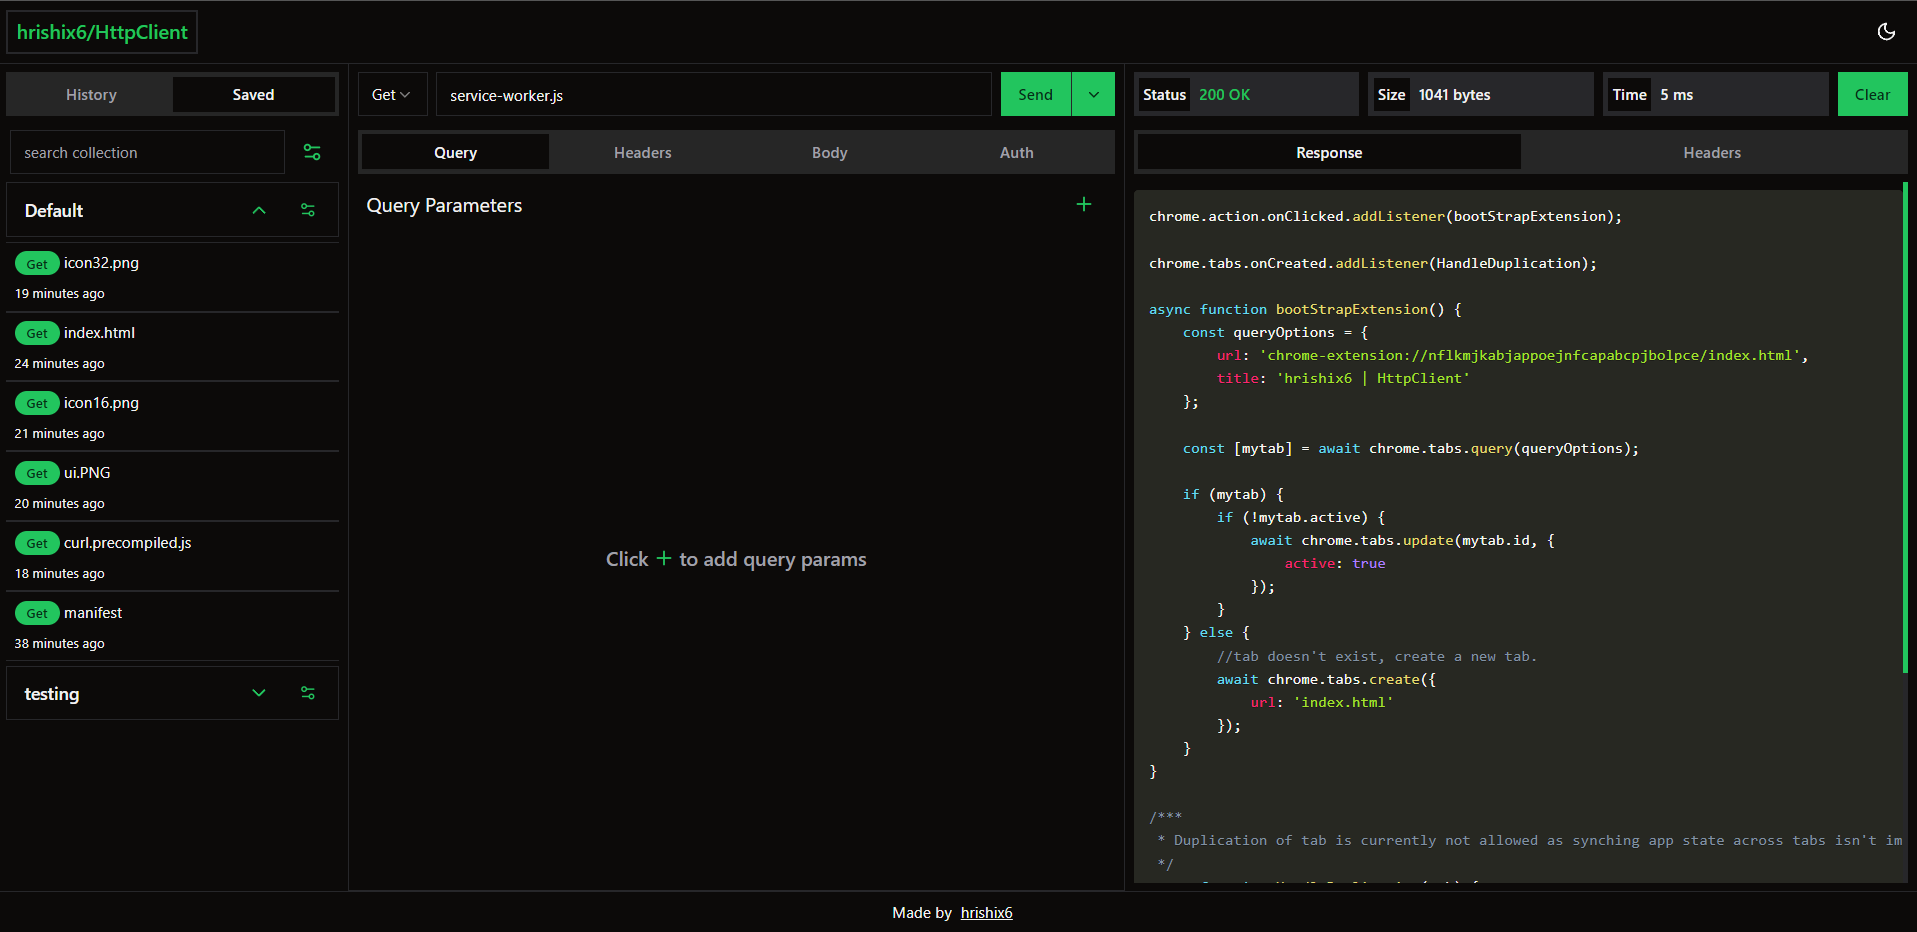 hrishix6/HttpClient
History Saved
search collection
Default
Get icon32.png
19 minutes ago
Get index.html
24 minutes ago
Get icon16.png
21 minutes ago
Get ui.PNG
20 minutes ago
Get curl.precompiled.js
18 minutes ago
Get manifest
38 minutes ago
testing
Get service-worker.js Send
Query Headers Body Auth
Query Parameters +
Click + to add query params
Status 200 OK Size 1041 bytes Time 5 ms Clear
Response Headers
chrome.action.onClicked.addListener(bootStrapExtension);
chrome.tabs.onCreated.addListener(HandleDuplication);
async function bootStrapExtension() {
    const queryOptions = {
        url: 'chrome-extension://nflkmjkabjappoejnfcapabcpjbolpce/index.html',
        title: 'hrishix6 | HttpClient'
    };
    const [mytab] = await chrome.tabs.query(queryOptions);
    if (mytab) {
        if (!mytab.active) {
            await chrome.tabs.update(mytab.id, {
                active: true
            });
        }
    } else {
        //tab doesn't exist, create a new tab.
        await chrome.tabs.create({
            url: 'index.html'
        });
    }
}
/***
 * Duplication of tab is currently not allowed as synching app state across tabs isn't im
 */
Made by hrishix6